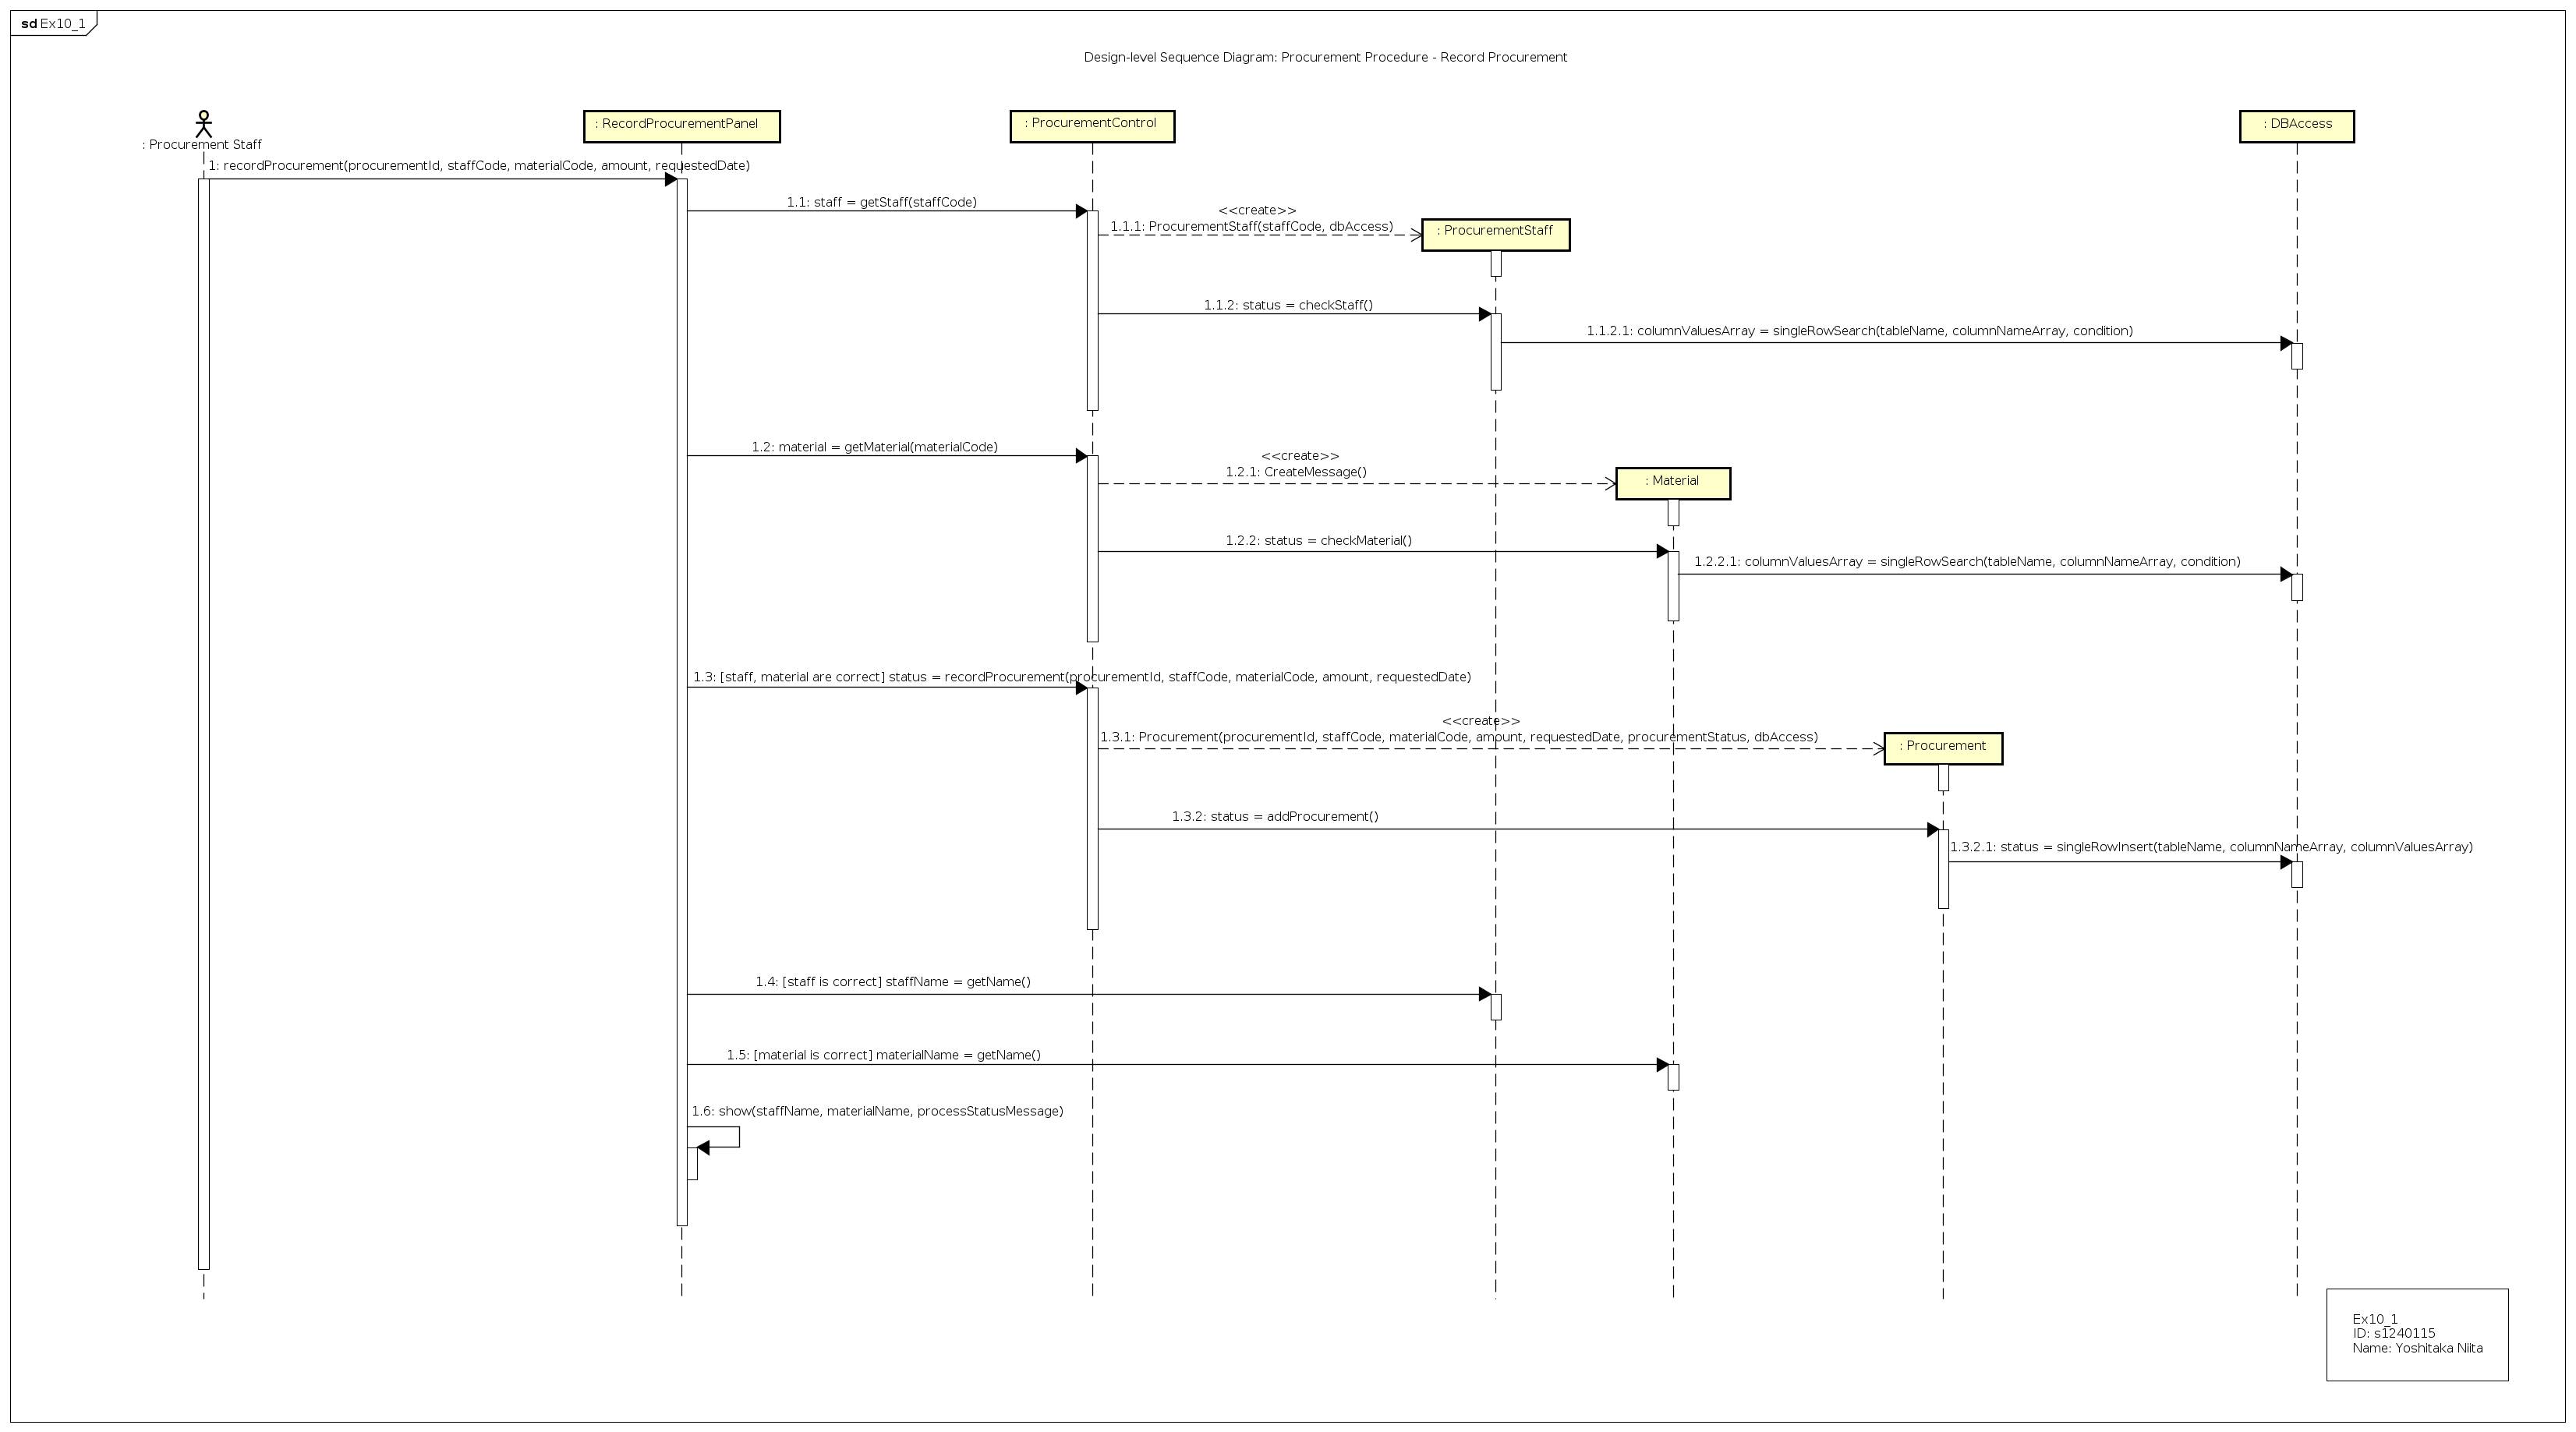 sd Ex10_1
Design-level Sequence Diagram: Procurement Procedure - Record Procurement
: Procurement Staff
: RecordProcurementPanel
: ProcurementControl
: DBAccess
1: recordProcurement(procurementId, staffCode, materialCode, amount, requestedDate)
1.1: staff = getStaff(staffCode)
<<create>>
1.1.1: ProcurementStaff(staffCode, dbAccess)
: ProcurementStaff
1.1.2: status = checkStaff()
1.1.2.1: columnValuesArray = singleRowSearch(tableName, columnNameArray, condition)
1.2: material = getMaterial(materialCode)
<<create>>
1.2.1: CreateMessage()
: Material
1.2.2: status = checkMaterial()
1.2.2.1: columnValuesArray = singleRowSearch(tableName, columnNameArray, condition)
1.3: [staff, material are correct] status = recordProcurement(procurementId, staffCode, materialCode, amount, requestedDate)
<<create>>
1.3.1: Procurement(procurementId, staffCode, materialCode, amount, requestedDate, procurementStatus, dbAccess)
: Procurement
1.3.2: status = addProcurement()
1.3.2.1: status = singleRowInsert(tableName, columnNameArray, columnValuesArray)
1.4: [staff is correct] staffName = getName()
1.5: [material is correct] materialName = getName()
1.6: show(staffName, materialName, processStatusMessage)
Ex10_1
ID: s1240115
Name: Yoshitaka Niita